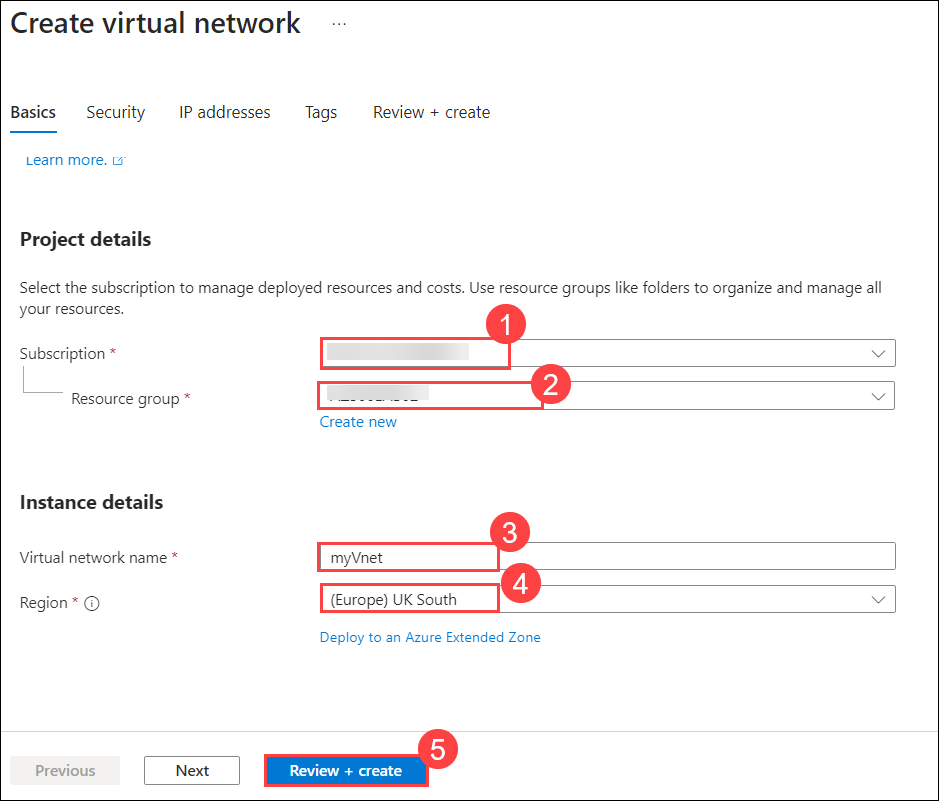 Create virtual network ...
Basics Security IP addresses Tags Review + create
Learn more.
Project details
Select the subscription to manage deployed resources and costs. Use resource groups like folders to organize and manage all
your resources.
1
Subscription *
2
Resource group *
Create new
Instance details
3
Virtual network name * myVnet
4
Region * (Europe) UK South
Deploy to an Azure Extended Zone
5
Previous Next Review + create